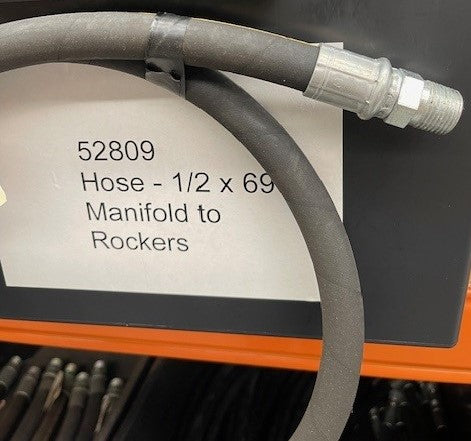 52809
Hose - 1/2 x 69
Manifold to
Rockers